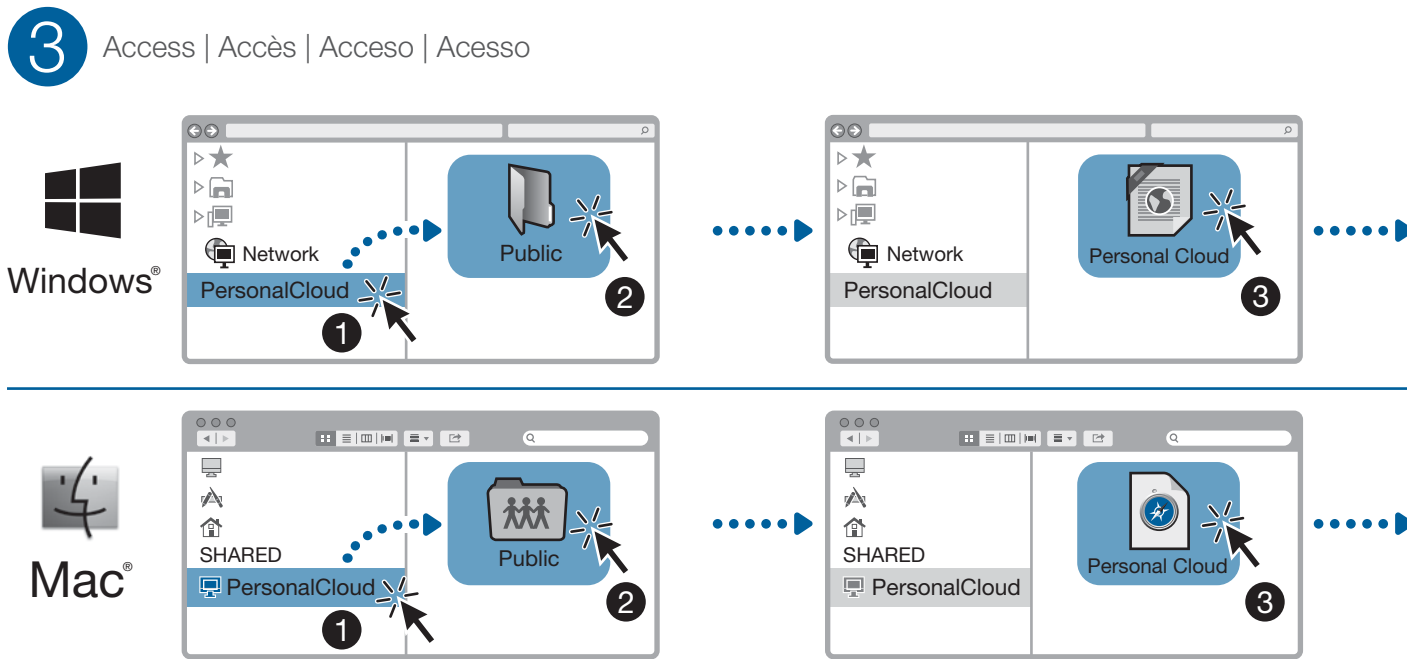 3 Access | Accès | Acceso | Acesso
Windows®
Network
PersonalCloud
1
Public
2
Network
PersonalCloud
Personal Cloud
3
Mac®
SHARED
PersonalCloud
1
Public
2
SHARED
PersonalCloud
Personal Cloud
3